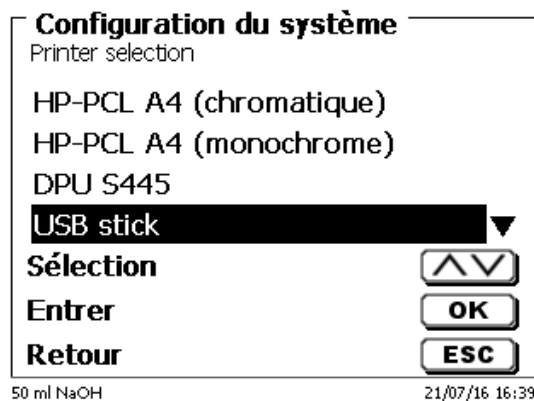 Configuration du système
Printer selection
HP-PCL A4 (chromatique)
HP-PCL A4 (monochrome)
DPU S445
USB stick
Sélection
Entrer OK
Retour ESC
50 ml NaOH 21/07/16 16:39